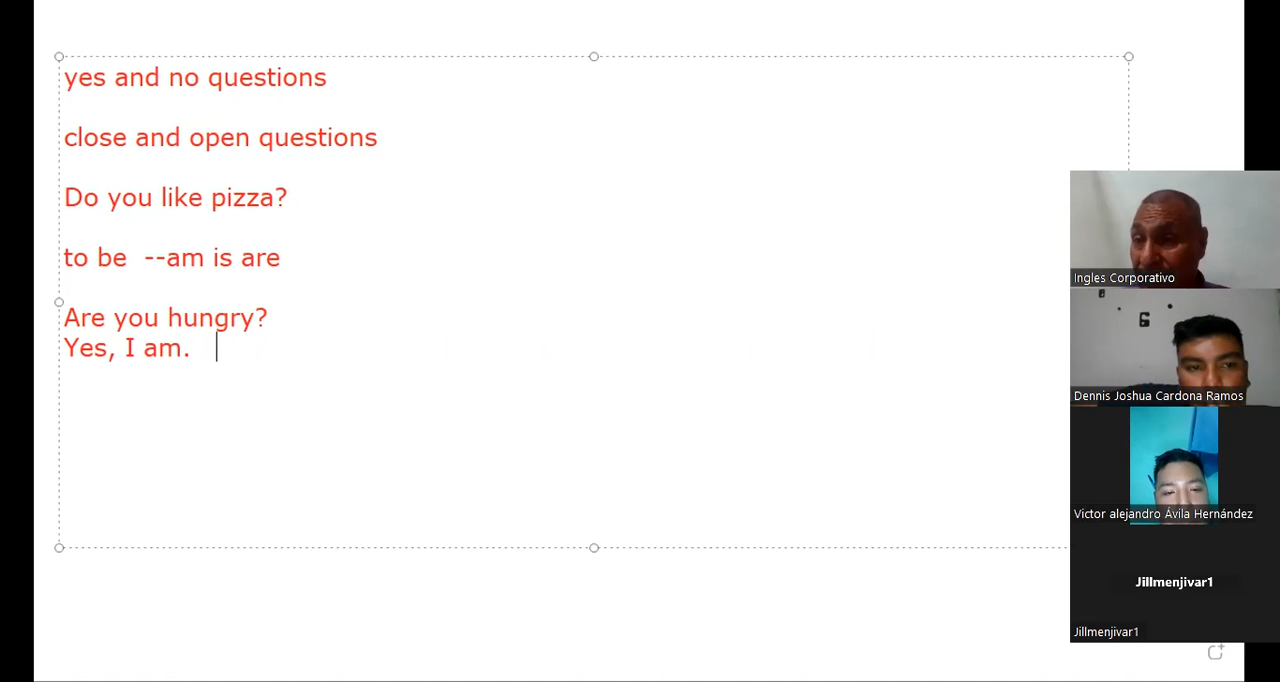 yes and no questions
close and open questions
Do you like pizza?
to be --am is are
Are you hungry?
Yes, I am.
Ingles Corporativo
Dennis Joshua Cardona Ramos
Victor alejandro Ávila Hernández
Jillmenjivar1
Jillmenjivar1